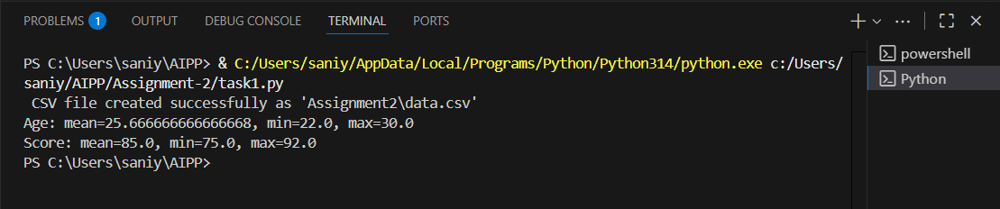 PROBLEMS 1 OUTPUT DEBUG CONSOLE TERMINAL PORTS
PS C:\Users\saniy\AIPP> & C:/Users/saniy/AppData/Local/Programs/Python/Python314/python.exe c:/Users/
saniy/AIPP/Assignment-2/task1.py
 CSV file created successfully as 'Assignment2\data.csv'
Age: mean=25.666666666666668, min=22.0, max=30.0
Score: mean=85.0, min=75.0, max=92.0
PS C:\Users\saniy\AIPP>
powershell
Python